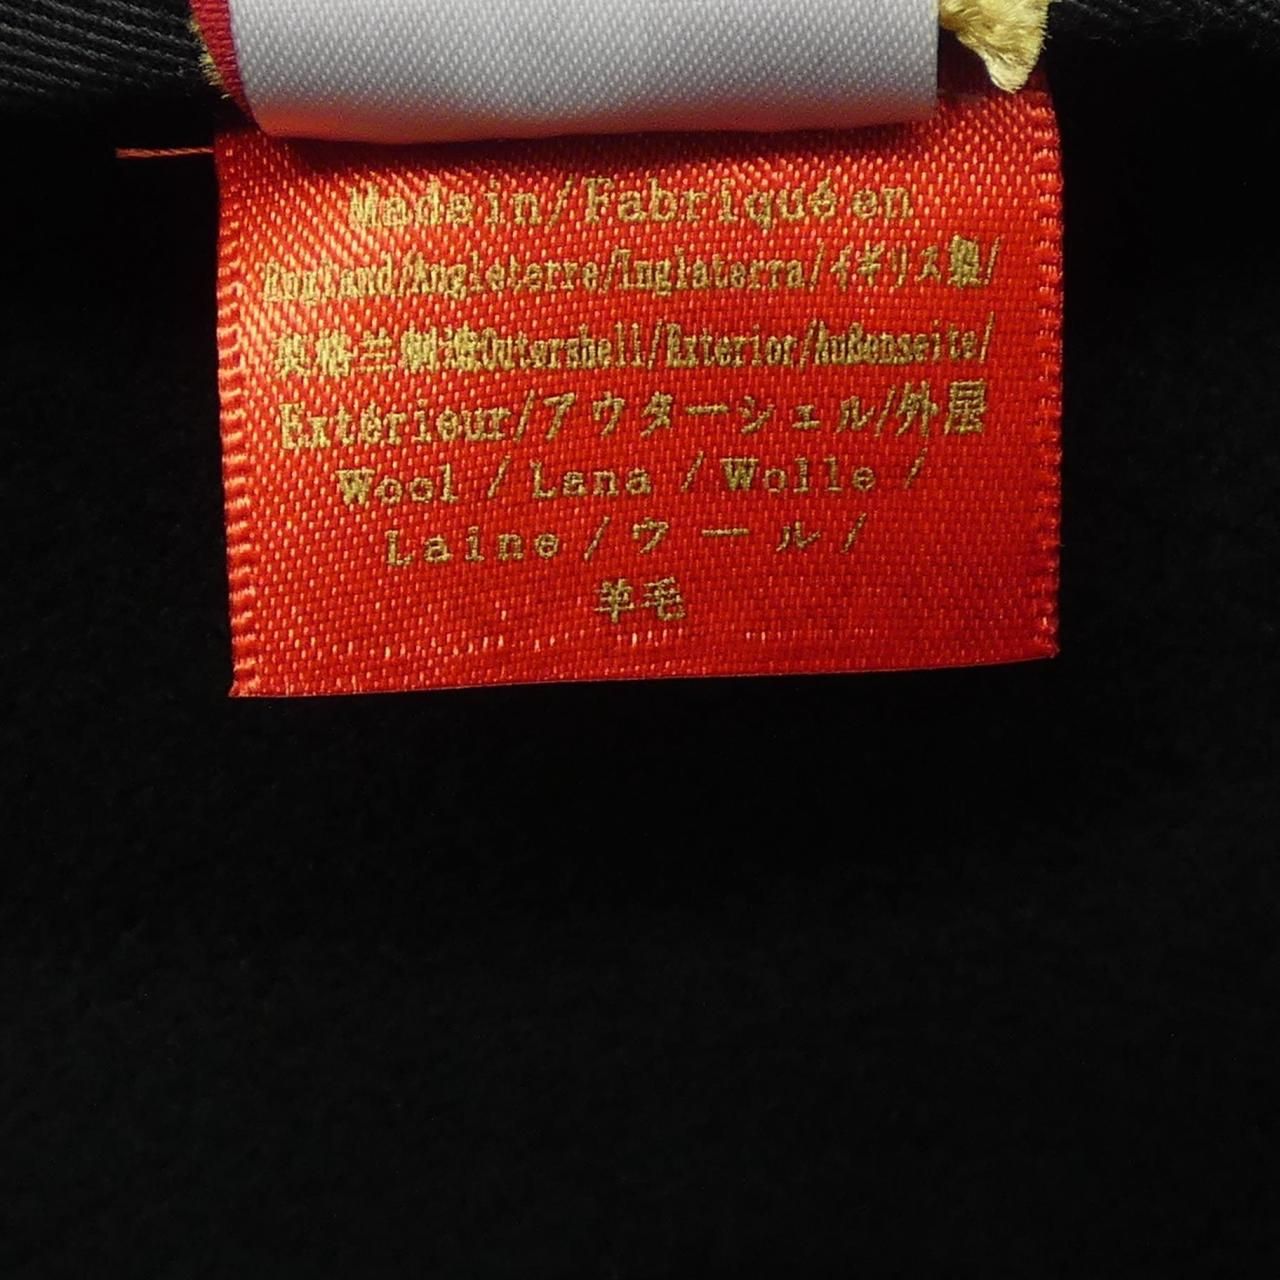 Made in/Fabriqué en
England/Angleterre/Inglaterra/イギリス製/
英格兰制造Outershell/Exterior/Außenseite/
Extérieur/アウターシェル/外层
Wool / Lana / Wolle /
Laine / ウール /
羊毛